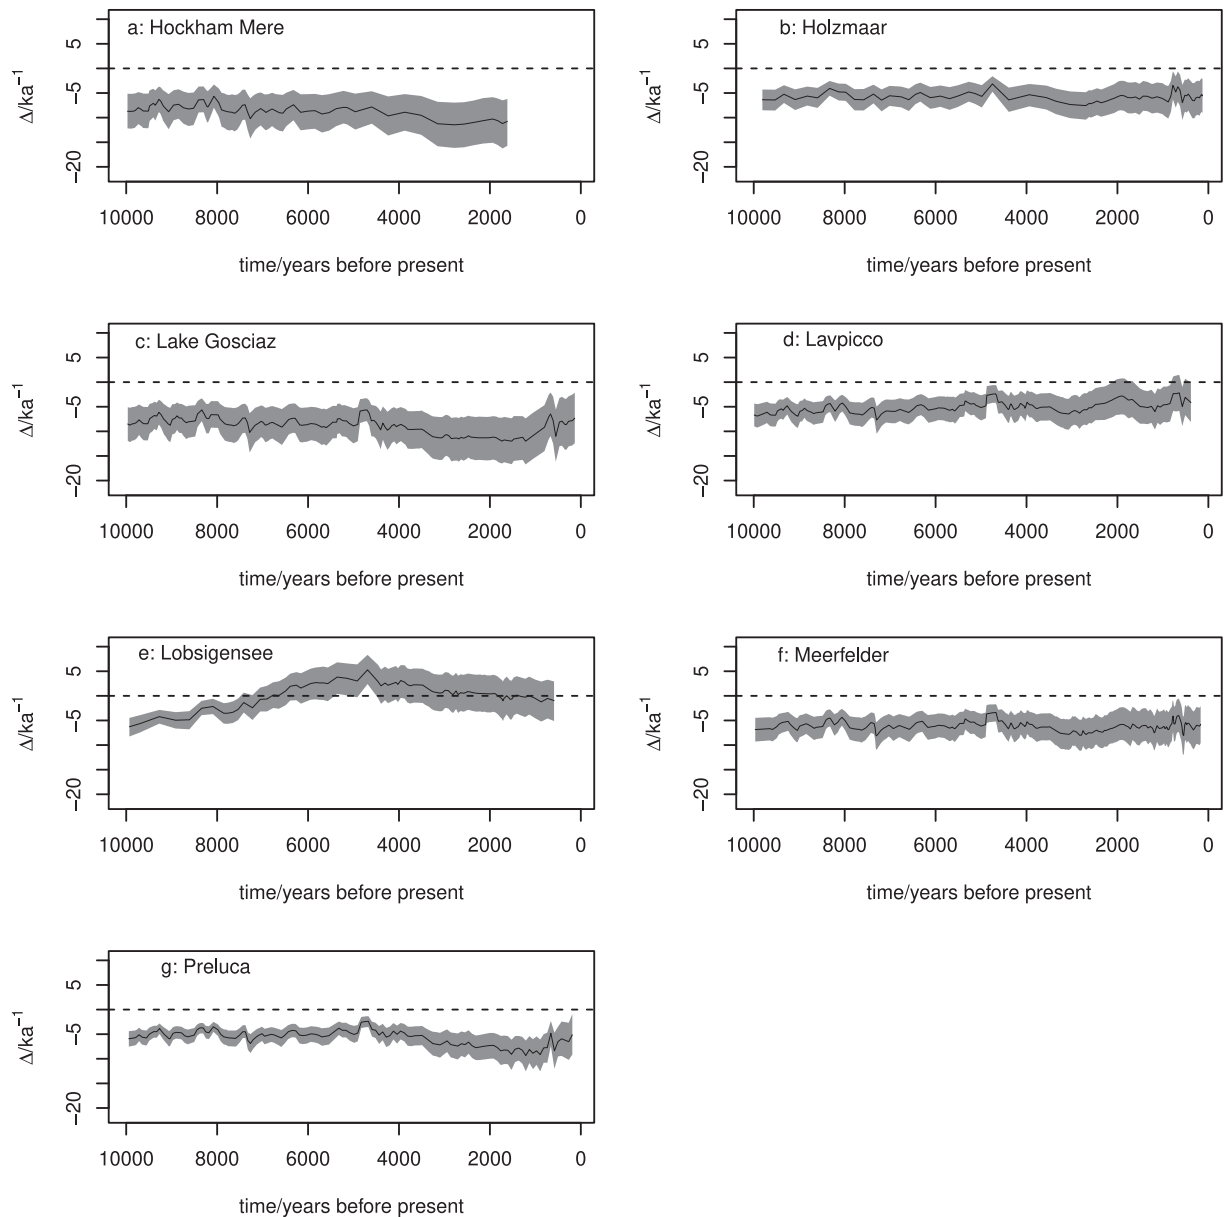 a: Hockham Mere
5
−5
−20
Δ/ka⁻¹
10000 8000 6000 4000 2000 0
time/years before present
b: Holzmaar
5
−5
−20
Δ/ka⁻¹
10000 8000 6000 4000 2000 0
time/years before present
c: Lake Gosciaz
5
−5
−20
Δ/ka⁻¹
10000 8000 6000 4000 2000 0
time/years before present
d: Lavpicco
5
−5
−20
Δ/ka⁻¹
10000 8000 6000 4000 2000 0
time/years before present
e: Lobsigensee
5
−5
−20
Δ/ka⁻¹
10000 8000 6000 4000 2000 0
time/years before present
f: Meerfelder
5
−5
−20
Δ/ka⁻¹
10000 8000 6000 4000 2000 0
time/years before present
g: Preluca
5
−5
−20
Δ/ka⁻¹
10000 8000 6000 4000 2000 0
time/years before present